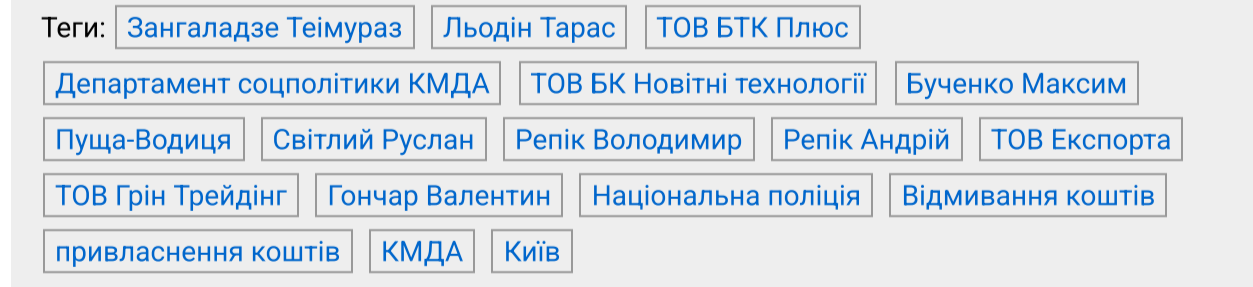 Теги: Зангаладзе Теімураз Льодін Тарас ТОВ БТК Плюс
Департамент соцполітики КМДА ТОВ БК Новітні технології Бученко Максим
Пуща-Водиця Світлий Руслан Репік Володимир Репік Андрій ТОВ Експорта
ТОВ Грін Трейдінг Гончар Валентин Національна поліція Відмивання коштів
привласнення коштів КМДА Київ